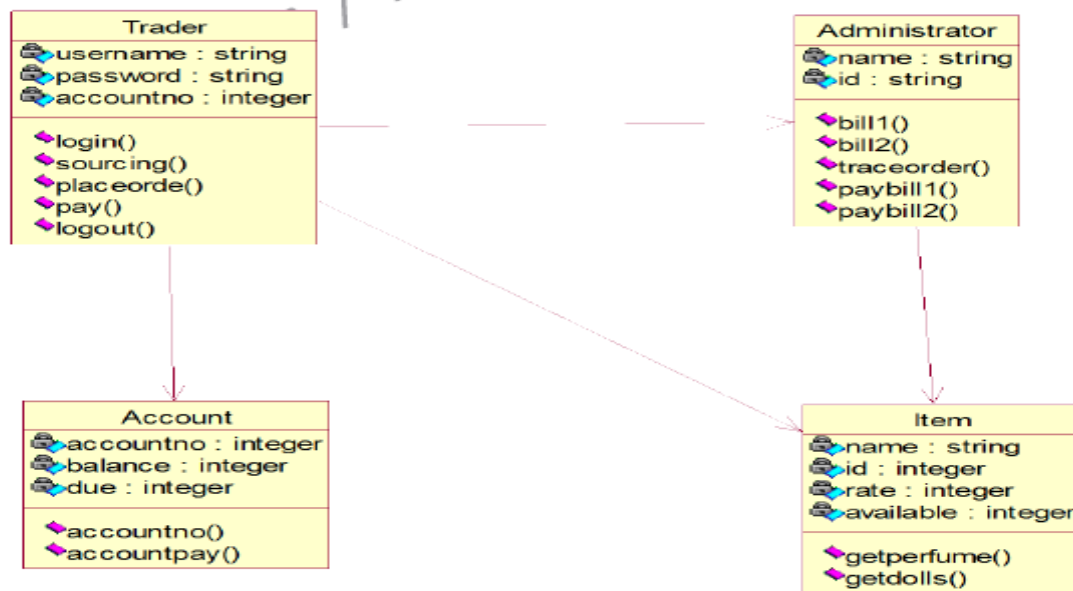 Trader
username : string
password : string
accountno : integer
login()
sourcing()
placeorde()
pay()
logout()
Administrator
name : string
id : string
bill1()
bill2()
traceorder()
paybill1()
paybill2()
Account
accountno : integer
balance : integer
due : integer
accountno()
accountpay()
Item
name : string
id : integer
rate : integer
available : integer
getperfume()
getdolls()